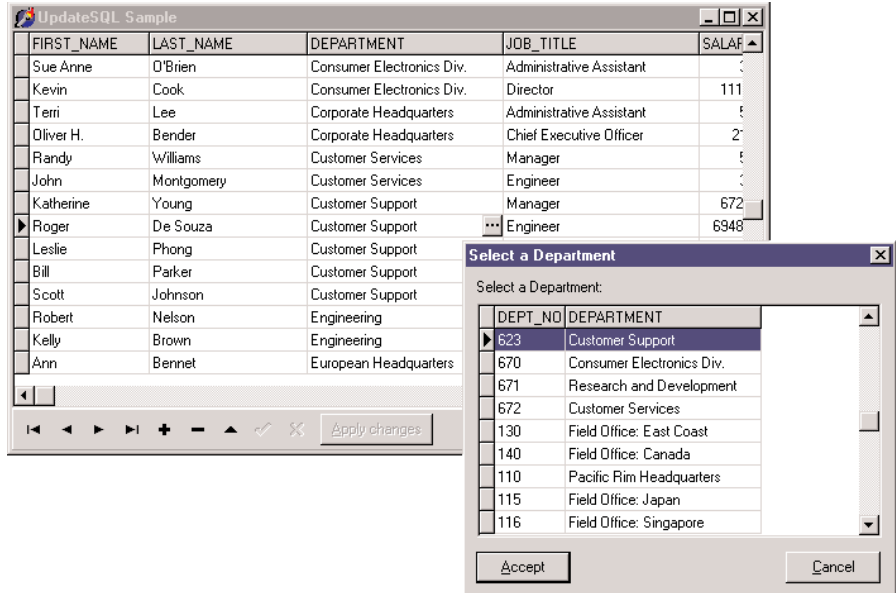 UpdateSQL Sample
FIRST_NAME LAST_NAME DEPARTMENT JOB_TITLE
Sue Anne O'Brien Consumer Electronics Div. Administrative Assistant
Kevin Cook Consumer Electronics Div. Director 111
Terri Lee Corporate Headquarters Administrative Assistant
Oliver H. Bender Corporate Headquarters Chief Executive Officer
Randy Williams Customer Services Manager
John Montgomery Customer Services Engineer
Katherine Young Customer Support Manager 672
Roger De Souza Customer Support ... Engineer 6948
Leslie Phong Customer Support
Bill Parker Customer Support
Scott Johnson Customer Support
Robert Nelson Engineering
Kelly Brown Engineering
Ann Bennet European Headquarters
Apply changes
Select a Department
Select a Department:
DEPT_NO DEPARTMENT
623 Customer Support
670 Consumer Electronics Div.
671 Research and Development
672 Customer Services
130 Field Office: East Coast
140 Field Office: Canada
110 Pacific Rim Headquarters
115 Field Office: Japan
116 Field Office: Singapore
Accept Cancel